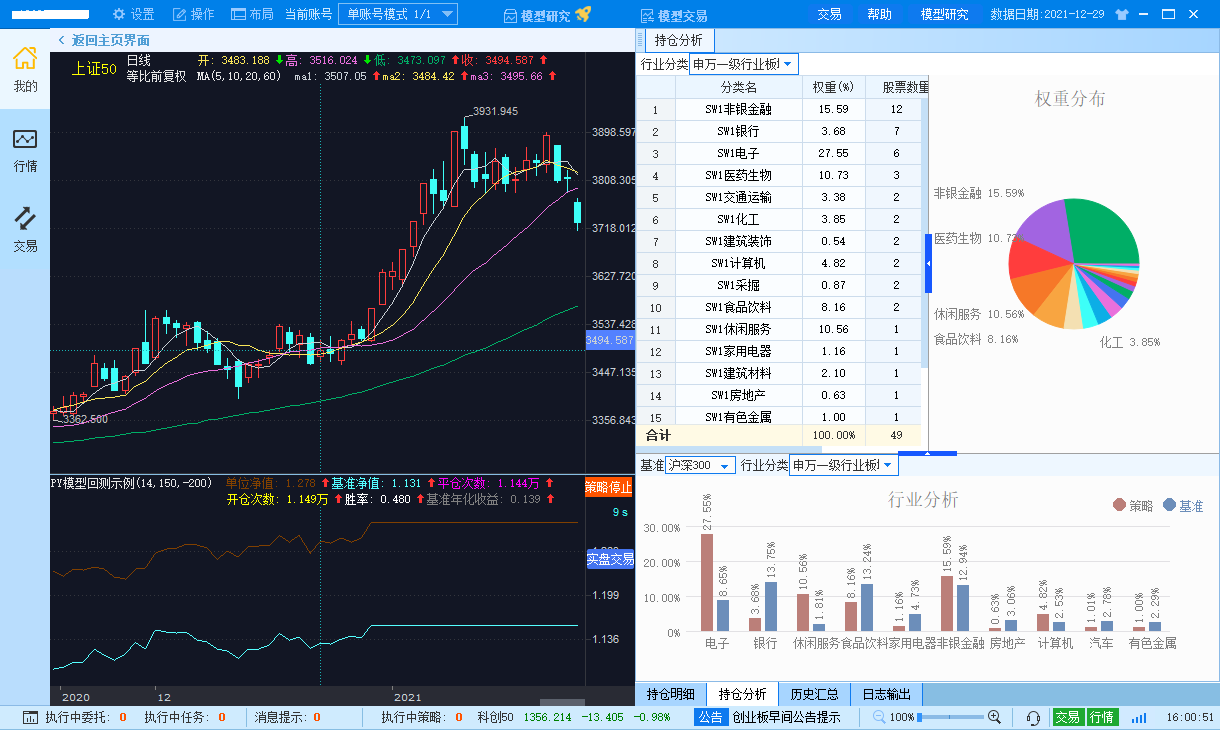 设置 操作 布局 当前账号 单账号模式 1/1 模型研究 模型交易 交易 帮助 模型研究 数据日期:2021-12-29
我的
行情
交易
返回主页界面
上证50 日线 开: 3483.188 高: 3516.024 低: 3473.097 收: 3494.587
等比前复权 MA(5,10,20,60) ma1: 3507.05 ma2: 3484.42 ma3: 3495.66
3931.945
3362.500
3898.597
3808.305
3718.012
3627.720
3537.428
3494.587
3447.135
3356.843
PY模型回测示例(14,150,-200) 单位净值: 1.278 基准净值: 1.131 平仓次数: 1.144万
开仓次数: 1.149万 胜率: 0.480 基准年化收益: 0.139
策略停止
9 s
实盘交易
1.199
1.136
2020 12 2021
持仓分析
行业分类 申万一级行业板
分类名 权重(%) 股票数量
1 SW1非银金融 15.59 12
2 SW1银行 3.68 7
3 SW1电子 27.55 6
4 SW1医药生物 10.73 3
5 SW1交通运输 3.38 2
6 SW1化工 3.85 2
7 SW1建筑装饰 0.54 2
8 SW1计算机 4.82 2
9 SW1采掘 0.87 2
10 SW1食品饮料 8.16 2
11 SW1休闲服务 10.56 1
12 SW1家用电器 1.16 1
13 SW1建筑材料 2.10 1
14 SW1房地产 0.63 1
15 SW1有色金属 1.00 1
合计 100.00% 49
权重分布
非银金融 15.59%
医药生物 10.73
休闲服务 10.56%
食品饮料 8.16%
化工 3.85%
基准 沪深300 行业分类 申万一级行业板
行业分析
策略 基准
30.00%
20.00%
10.00%
0%
27.55% 8.65% 3.68% 13.75% 10.56% 1.81% 8.16% 13.24% 1.16% 4.73% 15.59% 12.94% 0.63% 3.06% 4.82% 2.53% 1.01% 2.78% 1.00% 2.29%
电子 银行 休闲服务 食品饮料 家用电器 非银金融 房地产 计算机 汽车 有色金属
持仓明细 持仓分析 历史汇总 日志输出
执行中委托: 0 执行中任务: 0 消息提示: 0 执行中策略: 0 科创50 1356.214 -13.405 -0.98% 公告 创业板早间公告提示 100% 交易 行情 16:00:51